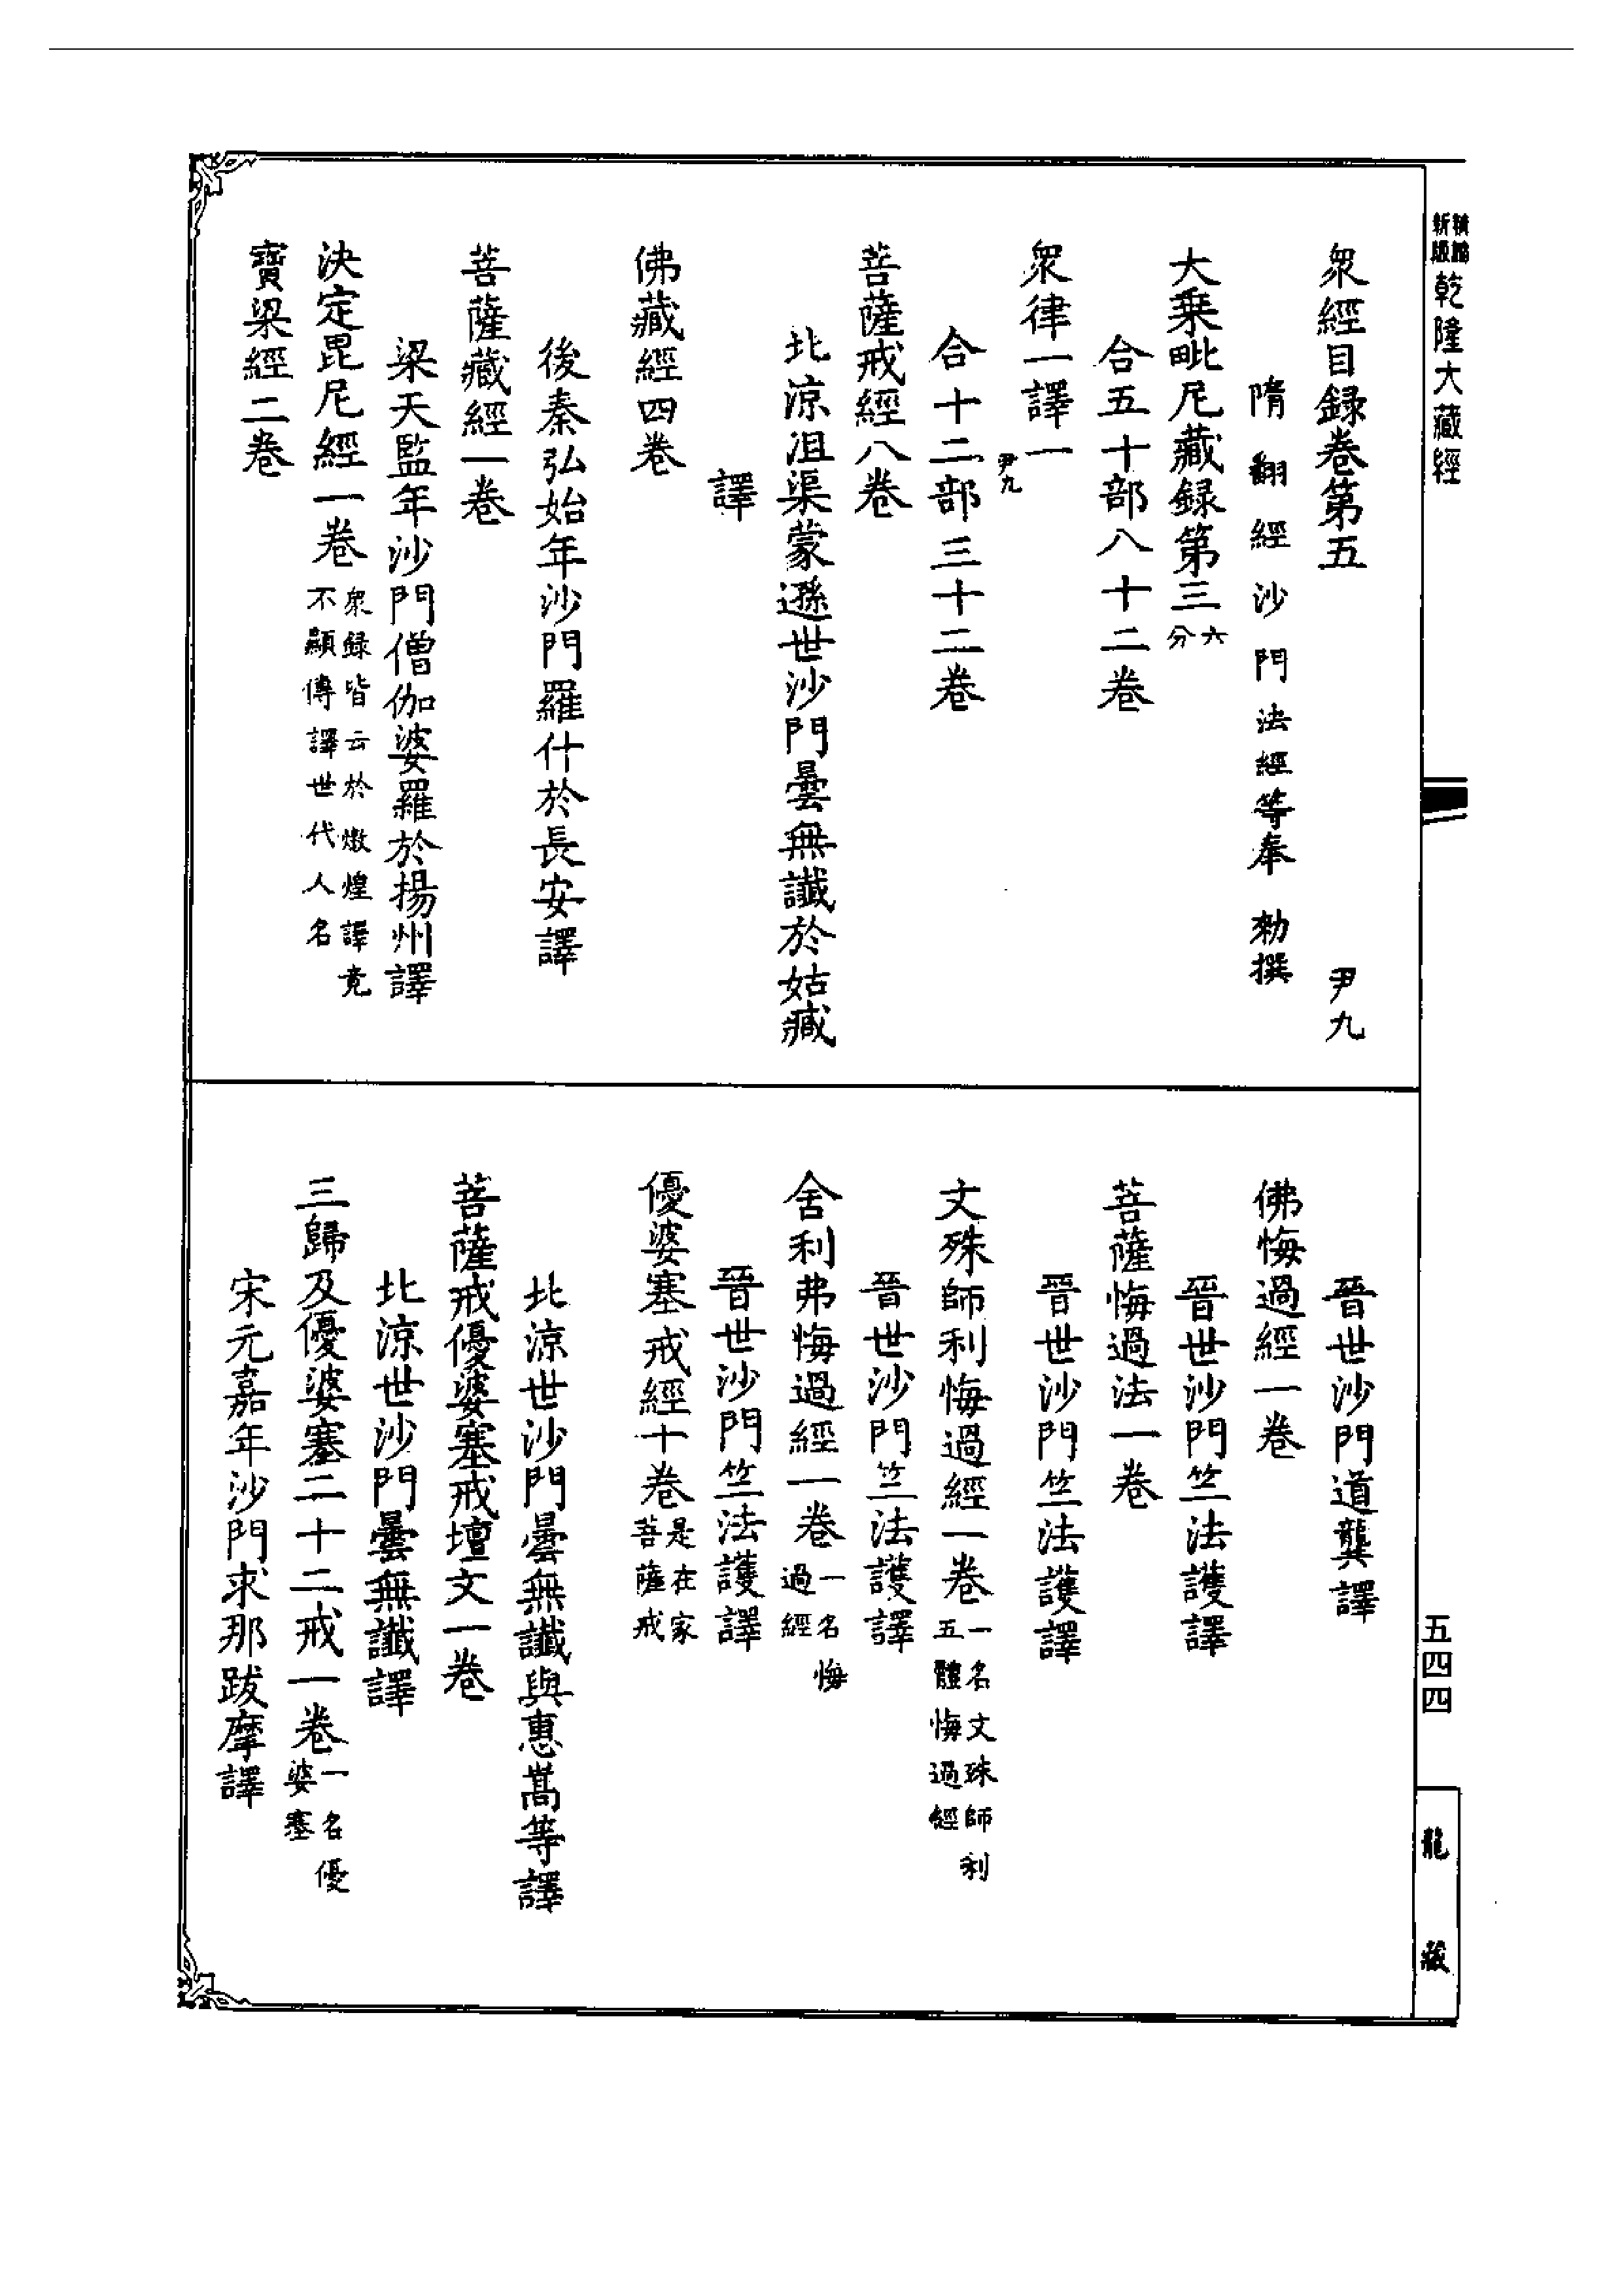 新版
乾隆大藏經
衆經目録卷第五　尹九
隋翻經沙門法經等奉　勅撰
大乗毗尼藏録第三六分
合五十部八十二卷
衆律一譯一
尹九
合十二部三十二卷
菩薩戒經八卷
北涼沮渠蒙遜世沙門曇無讖於姑臧
譯
佛藏經四卷
後秦弘始年沙門羅什於長安譯
菩薩藏經一卷
梁天監年沙門僧伽婆羅於揚州譯
決定毘尼經一卷衆録皆云於燉煌譯竟不顯傳譯世代人名
寶梁經二卷
晉世沙門道龔譯
佛悔過經一卷
晉世沙門竺法護譯
菩薩悔過法一卷
晉世沙門竺法護譯
文殊師利悔過經一卷一名文殊師利五體悔過經
晉世沙門竺法護譯
舍利弗悔過經一卷一名悔過經
晉世沙門竺法護譯
優婆塞戒經十卷是在家菩薩戒
北涼世沙門曇無讖與惠嵩等譯
菩薩戒優婆塞戒壇文一卷
北涼世沙門曇無讖譯
三歸及優婆塞二十二戒一卷一名優婆塞
宋元嘉年沙門求那跋摩譯
五四四
龍藏